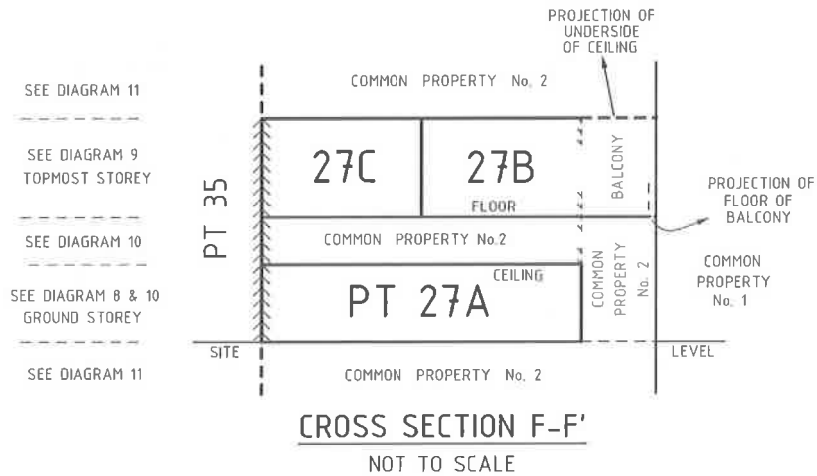 PROJECTION OF
UNDERSIDE
OF CEILING
SEE DIAGRAM 11
COMMON PROPERTY No. 2
SEE DIAGRAM 9
TOPMOST STOREY
PT 35
27C
27B
FLOOR
BALCONY
PROJECTION OF
FLOOR OF
BALCONY
SEE DIAGRAM 10
COMMON PROPERTY No.2
SEE DIAGRAM 8 & 10
GROUND STOREY
CEILING
PT 27A
COMMON
PROPERTY
No. 2
COMMON
PROPERTY
No. 1
SITE
LEVEL
SEE DIAGRAM 11
COMMON PROPERTY No. 2
CROSS SECTION F-F'
NOT TO SCALE